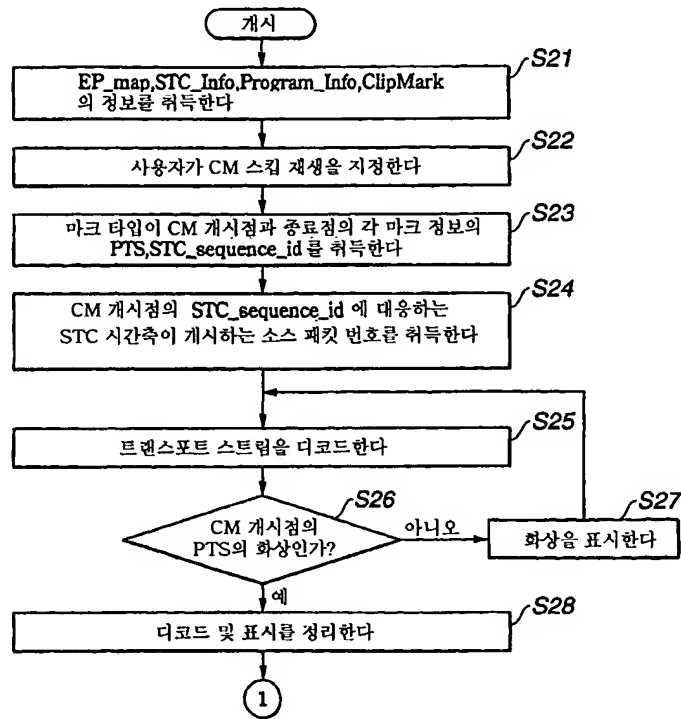 개시
S21
EP_map,STC_Info,Program_Info,ClipMark
의 정보를 취득한다
S22
사용자가 CM 스킵 재생을 지정한다
S23
마크 타입이 CM 개시점과 종료점의 각 마크 정보의
PTS,STC_sequence_id 를 취득한다
S24
CM 개시점의 STC_sequence_id 에 대응하는
STC 시간축이 개시하는 소스 패킷 번호를 취득한다
S25
트랜스포트 스트림을 디코드한다
S26
CM 개시점의
PTS의 화상인가?
아니오
S27
화상을 표시한다
예
S28
디코드 및 표시를 정리한다
1